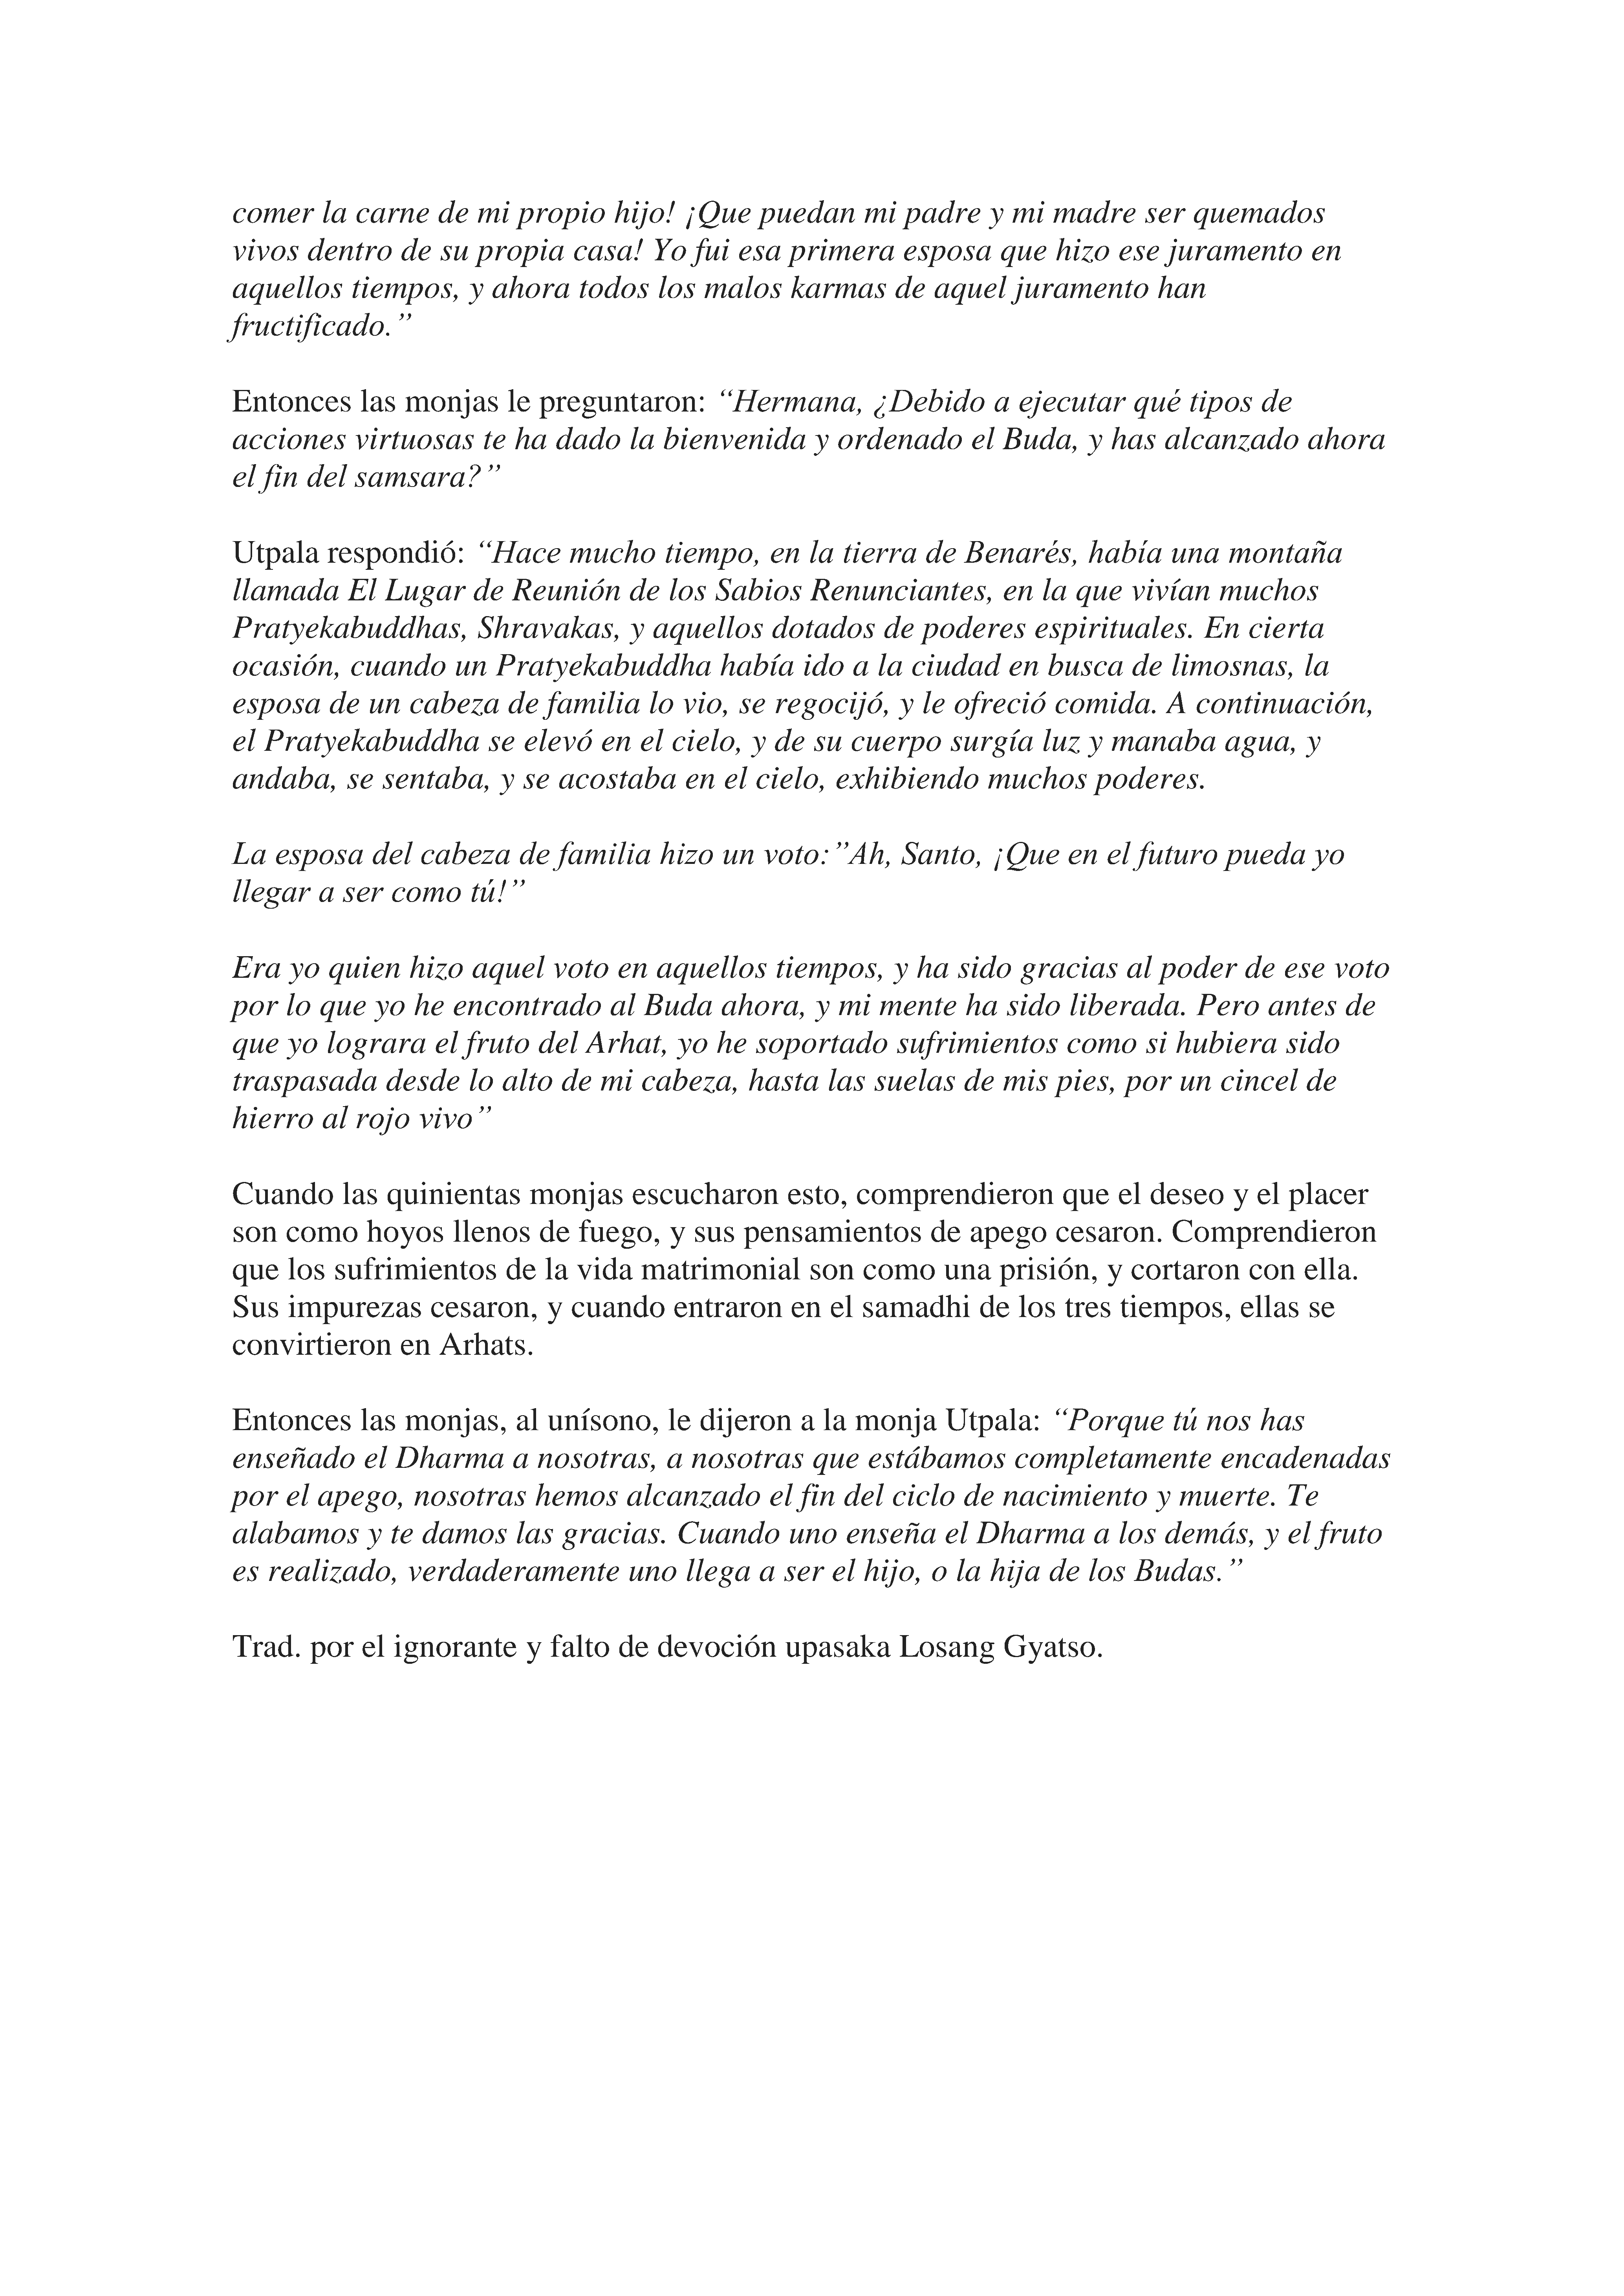 comer la carne de mi propio hijo! ¡Que puedan mi padre y mi madre ser quemados
vivos dentro de su propia casa! Yo fui esa primera esposa que hizo ese juramento en
aquellos tiempos, y ahora todos los malos karmas de aquel juramento han
fructificado.”
Entonces las monjas le preguntaron: “Hermana, ¿Debido a ejecutar qué tipos de
acciones virtuosas te ha dado la bienvenida y ordenado el Buda, y has alcanzado ahora
el fin del samsara?”
Utpala respondió: “Hace mucho tiempo, en la tierra de Benarés, había una montaña
llamada El Lugar de Reunión de los Sabios Renunciantes, en la que vivían muchos
Pratyekabuddhas, Shravakas, y aquellos dotados de poderes espirituales. En cierta
ocasión, cuando un Pratyekabuddha había ido a la ciudad en busca de limosnas, la
esposa de un cabeza de familia lo vio, se regocijó, y le ofreció comida. A continuación,
el Pratyekabuddha se elevó en el cielo, y de su cuerpo surgía luz y manaba agua, y
andaba, se sentaba, y se acostaba en el cielo, exhibiendo muchos poderes.
La esposa del cabeza de familia hizo un voto:”Ah, Santo, ¡Que en el futuro pueda yo
llegar a ser como tú!”
Era yo quien hizo aquel voto en aquellos tiempos, y ha sido gracias al poder de ese voto
por lo que yo he encontrado al Buda ahora, y mi mente ha sido liberada. Pero antes de
que yo lograra el fruto del Arhat, yo he soportado sufrimientos como si hubiera sido
traspasada desde lo alto de mi cabeza, hasta las suelas de mis pies, por un cincel de
hierro al rojo vivo”
Cuando las quinientas monjas escucharon esto, comprendieron que el deseo y el placer
son como hoyos llenos de fuego, y sus pensamientos de apego cesaron. Comprendieron
que los sufrimientos de la vida matrimonial son como una prisión, y cortaron con ella.
Sus impurezas cesaron, y cuando entraron en el samadhi de los tres tiempos, ellas se
convirtieron en Arhats.
Entonces las monjas, al unísono, le dijeron a la monja Utpala: “Porque tú nos has
enseñado el Dharma a nosotras, a nosotras que estábamos completamente encadenadas
por el apego, nosotras hemos alcanzado el fin del ciclo de nacimiento y muerte. Te
alabamos y te damos las gracias. Cuando uno enseña el Dharma a los demás, y el fruto
es realizado, verdaderamente uno llega a ser el hijo, o la hija de los Budas.”
Trad. por el ignorante y falto de devoción upasaka Losang Gyatso.